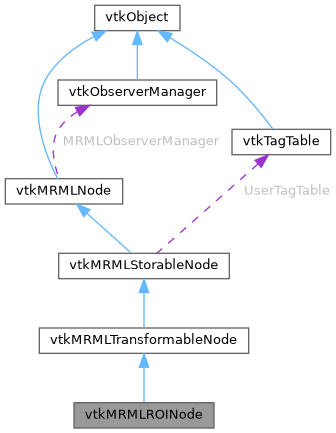 vtkObject
vtkObserverManager
MRMLObserverManager
vtkTagTable
vtkMRMLNode
UserTagTable
vtkMRMLStorableNode
vtkMRMLTransformableNode
vtkMRMLROINode